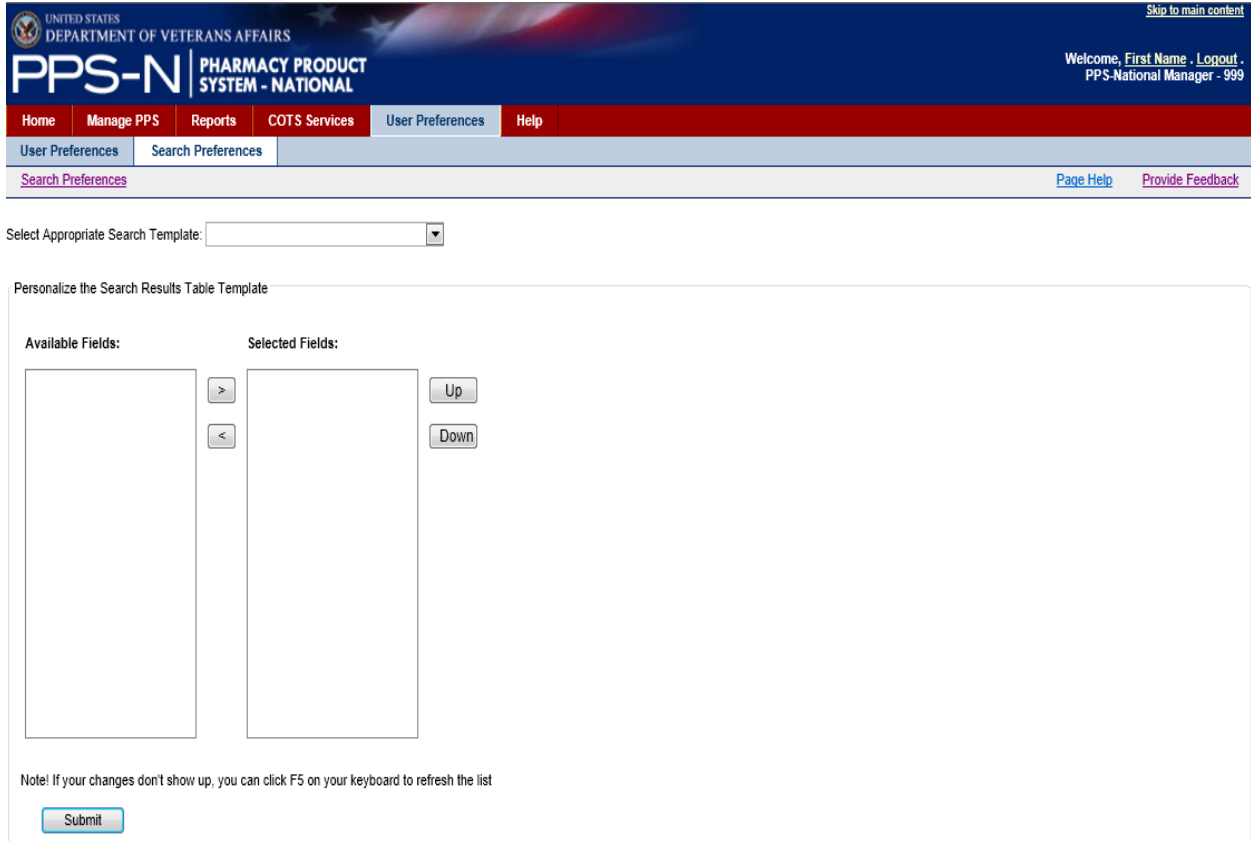 Skip to main content
UNITED STATES
DEPARTMENT OF VETERANS AFFAIRS
PPS-N PHARMACY PRODUCT
SYSTEM - NATIONAL
Welcome, First Name . Logout .
PPS-National Manager - 999
Home Manage PPS Reports COTS Services User Preferences Help
User Preferences Search Preferences
Search Preferences Page Help Provide Feedback
Select Appropriate Search Template:
Personalize the Search Results Table Template
Available Fields: Selected Fields:
> Up
< Down
Note! If your changes don't show up, you can click F5 on your keyboard to refresh the list
Submit